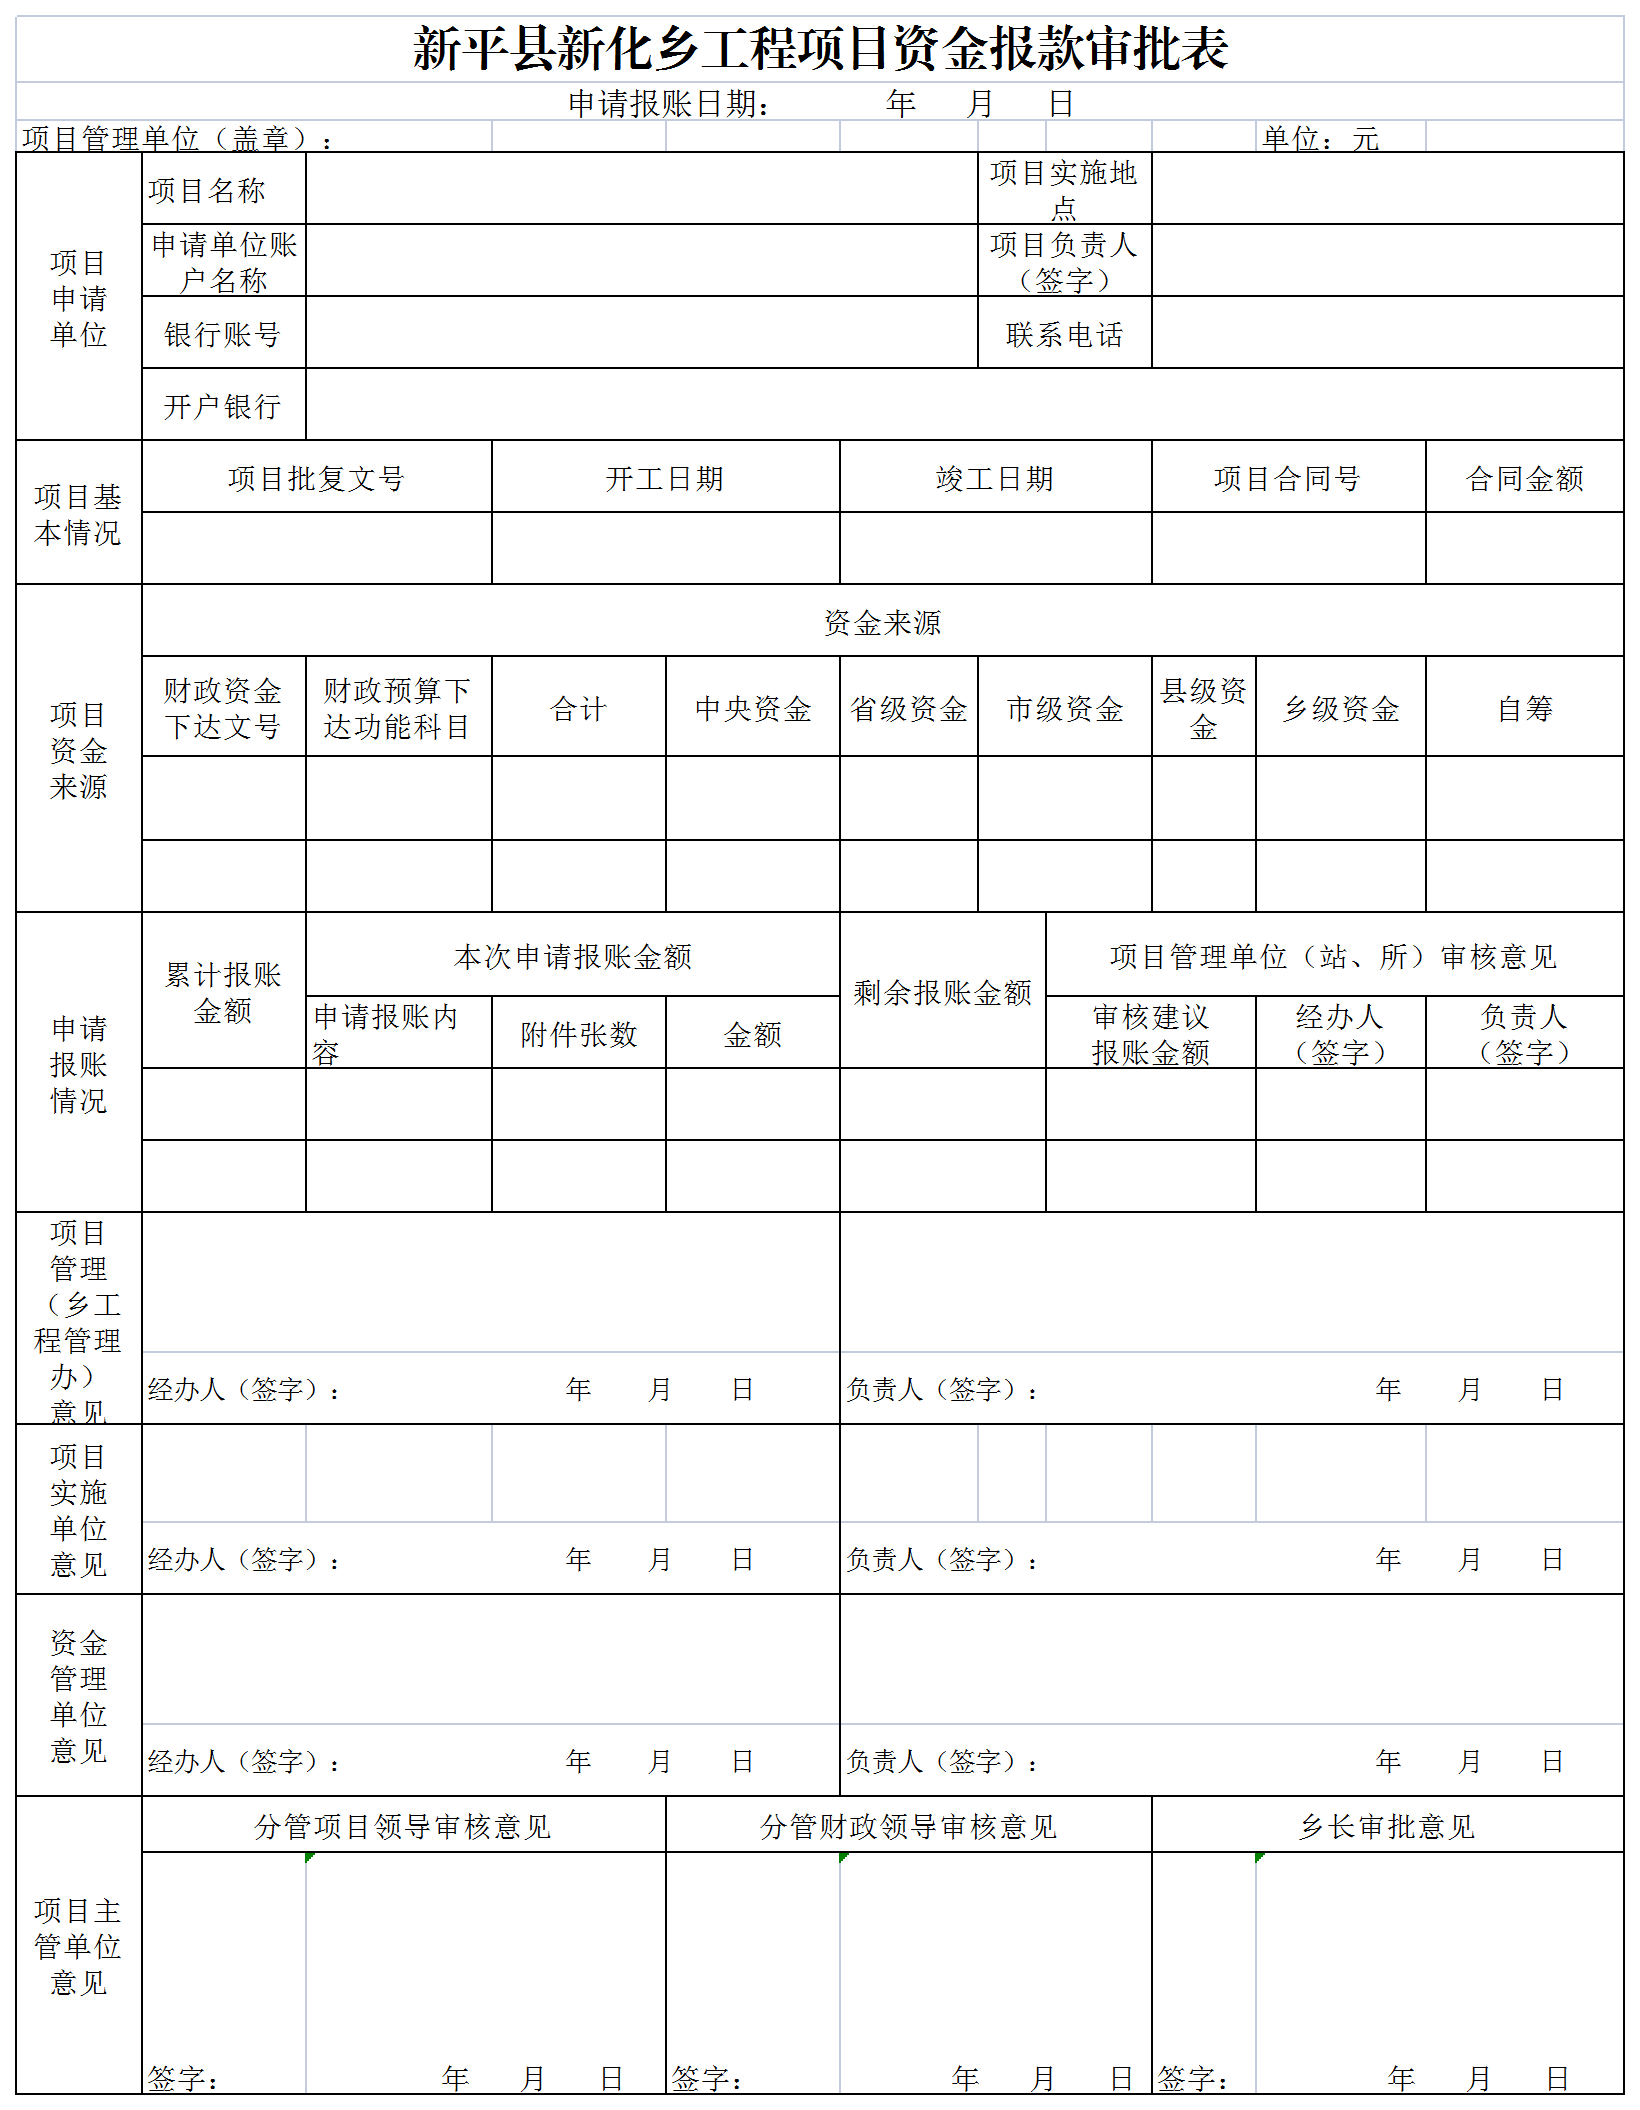 新平县新化乡工程项目资金报款审批表
申请报账日期： 年 月 日
项目管理单位（盖章）： 单位：元
项目
申请
单位
项目名称
项目实施地
点
申请单位账
户名称
项目负责人
（签字）
银行账号
联系电话
开户银行
项目基
本情况
项目批复文号
开工日期
竣工日期
项目合同号
合同金额
项目
资金
来源
资金来源
财政资金
下达文号
财政预算下
达功能科目
合计
中央资金
省级资金
市级资金
县级资
金
乡级资金
自筹
申请
报账
情况
累计报账
金额
本次申请报账金额
剩余报账金额
项目管理单位（站、所）审核意见
申请报账内
容
附件张数
金额
审核建议
报账金额
经办人
（签字）
负责人
（签字）
项目
管理
（乡工
程管理
办）
意见
经办人（签字）： 年 月 日
负责人（签字）： 年 月 日
项目
实施
单位
意见
经办人（签字）： 年 月 日
负责人（签字）： 年 月 日
资金
管理
单位
意见
经办人（签字）： 年 月 日
负责人（签字）： 年 月 日
项目主
管单位
意见
分管项目领导审核意见
分管财政领导审核意见
乡长审批意见
签字： 年 月 日
签字： 年 月 日
签字： 年 月 日